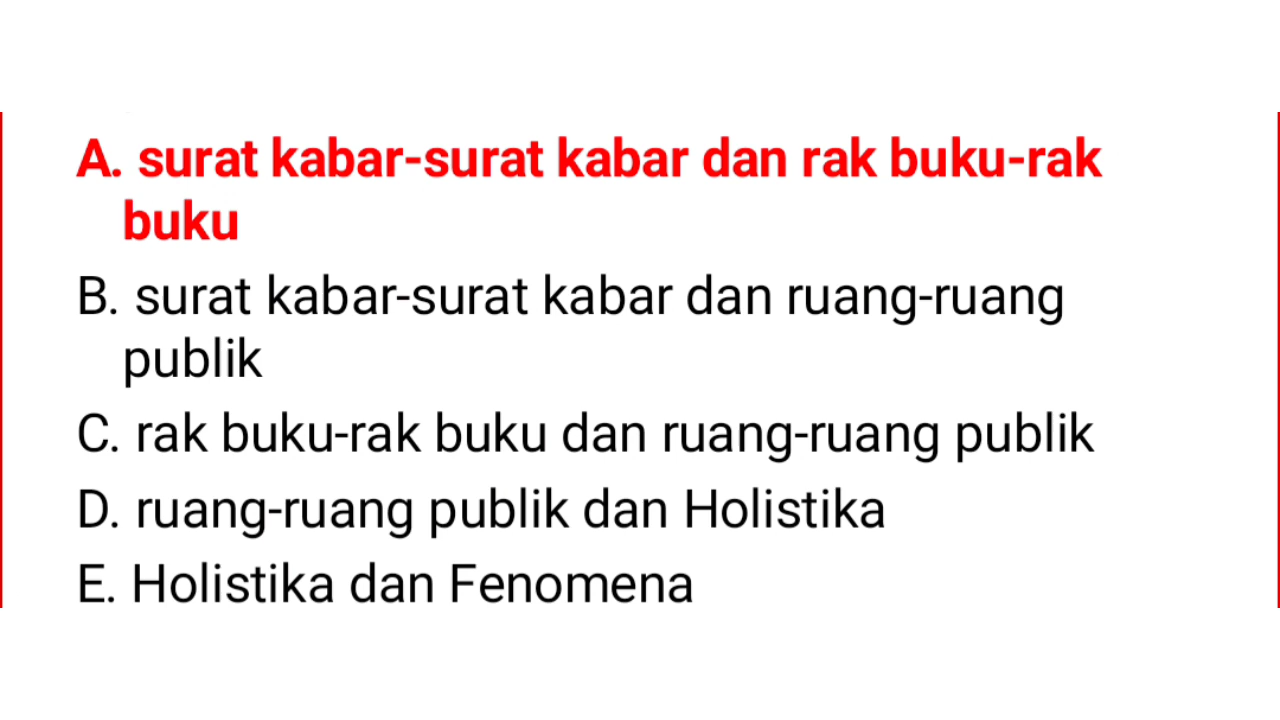 A. surat kabar-surat kabar dan rak buku-rak
buku
B. surat kabar-surat kabar dan ruang-ruang
publik
C. rak buku-rak buku dan ruang-ruang publik
D. ruang-ruang publik dan Holistika
E. Holistika dan Fenomena